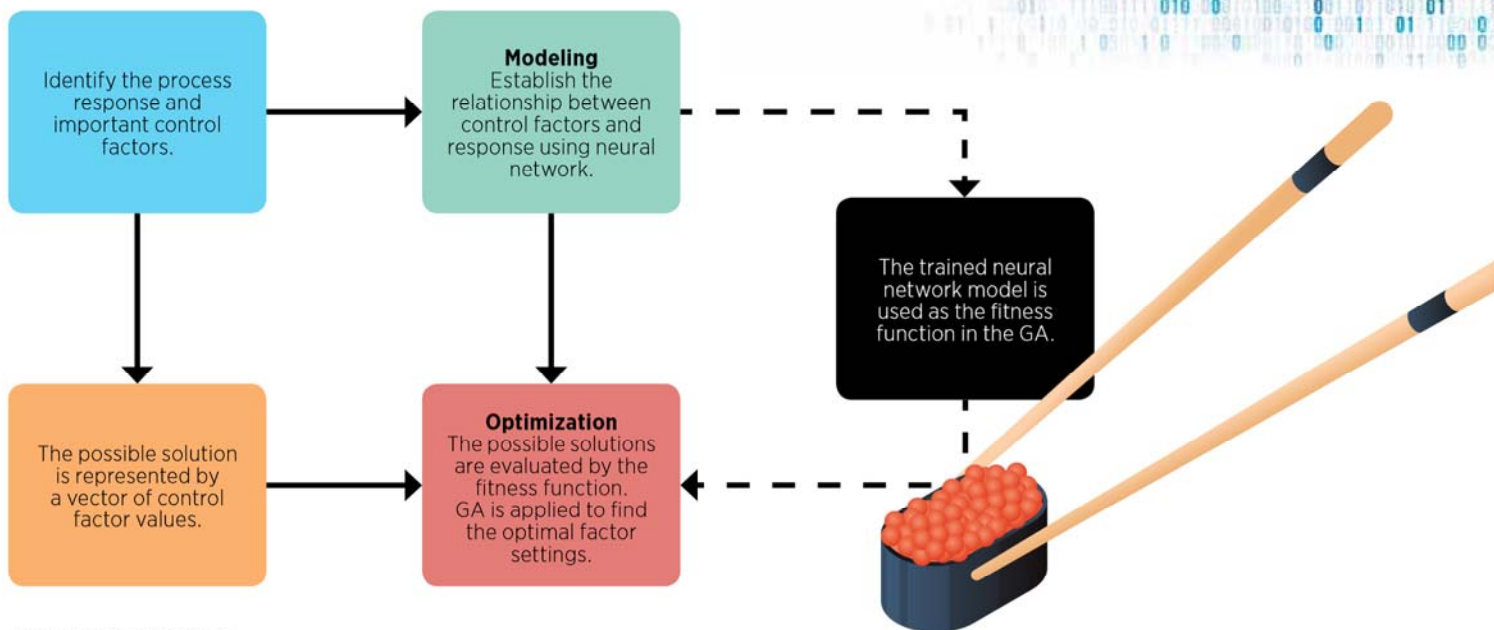 Identify the process
response and
important control
factors.
Modeling
Establish the
relationship between
control factors and
response using neural
network.
The trained neural
network model is
used as the fitness
function in the GA.
The possible solution
is represented by
a vector of control
factor values.
Optimization
The possible solutions
are evaluated by the
fitness function.
GA is applied to find
the optimal factor
settings.